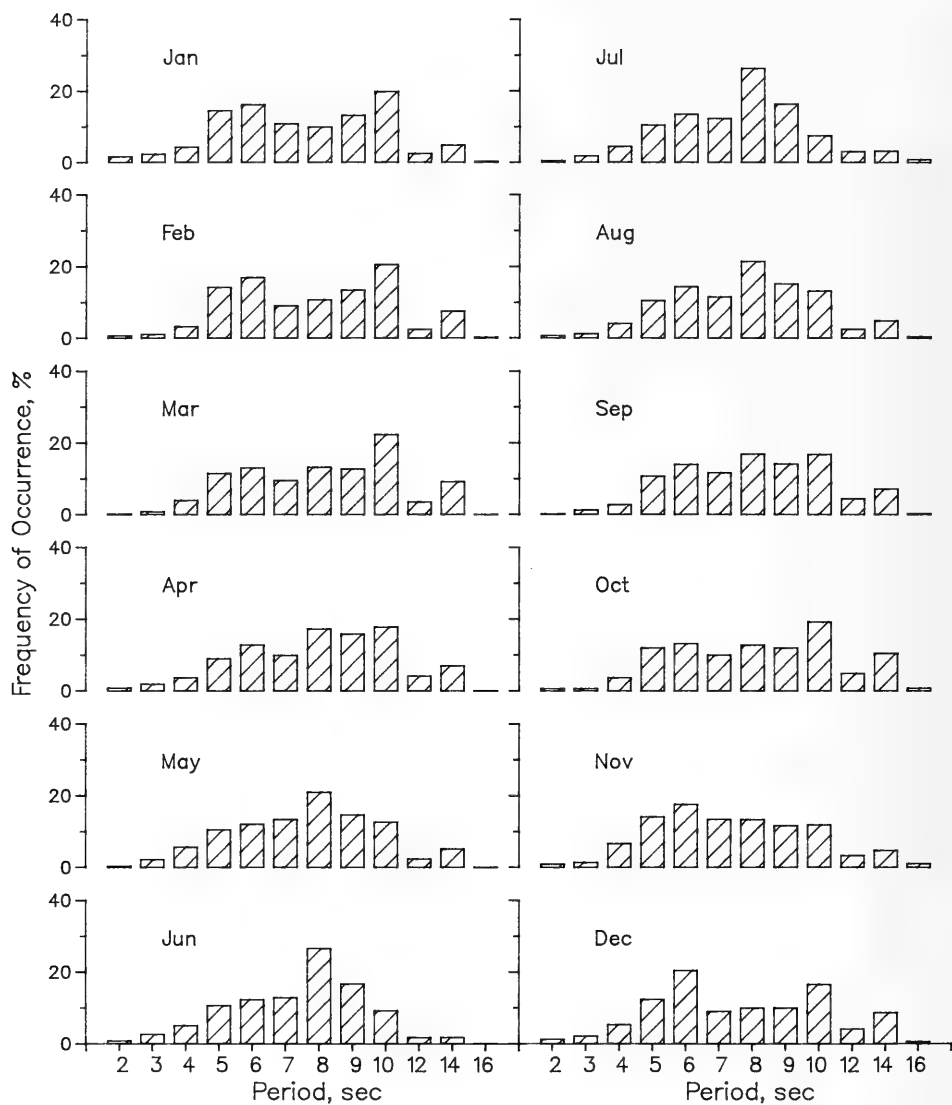 Frequency of Occurrence, %
40
20
0
Jan
40
20
0
Feb
40
20
0
Mar
40
20
0
Apr
40
20
0
May
40
20
0
Jun
2 3 4 5 6 7 8 9 10 12 14 16
Period, sec
Jul
Aug
Sep
Oct
Nov
Dec
2 3 4 5 6 7 8 9 10 12 14 16
Period, sec